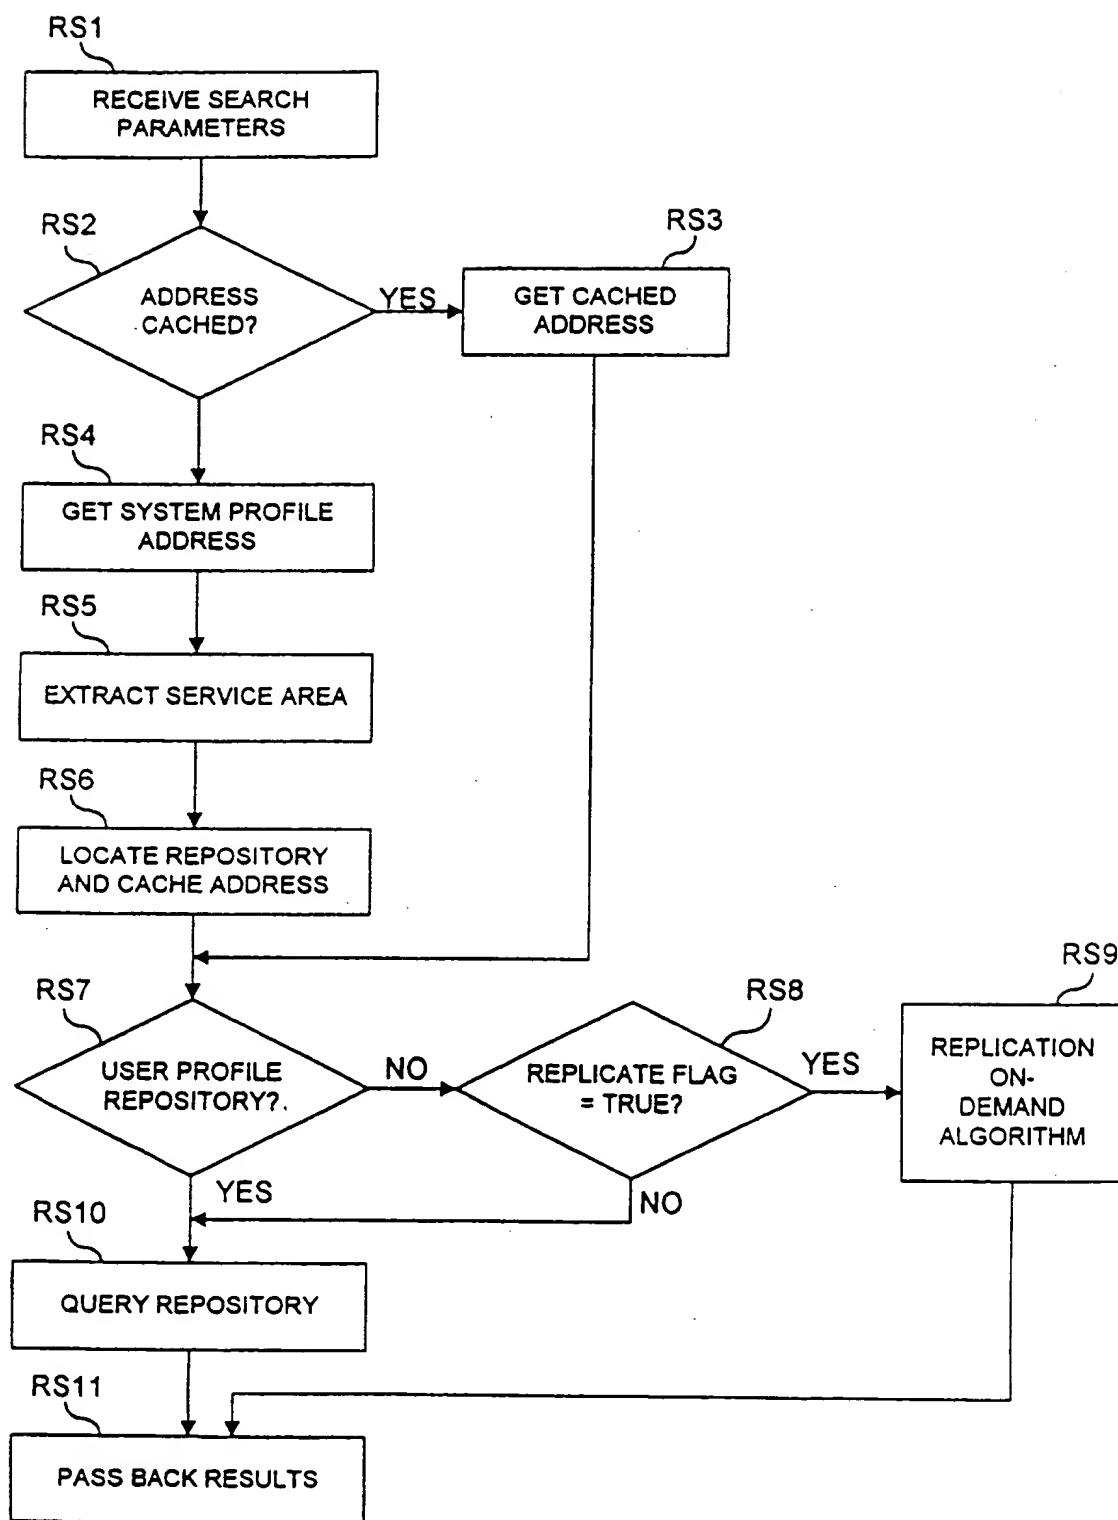 RS1
RECEIVE SEARCH
PARAMETERS
RS2
ADDRESS
CACHED?
YES
RS3
GET CACHED
ADDRESS
RS4
GET SYSTEM PROFILE
ADDRESS
RS5
EXTRACT SERVICE AREA
RS6
LOCATE REPOSITORY
AND CACHE ADDRESS
RS7
USER PROFILE
REPOSITORY?
NO
RS8
REPLICATE FLAG
= TRUE?
YES
RS9
REPLICATION
ON-
DEMAND
ALGORITHM
YES
NO
RS10
QUERY REPOSITORY
RS11
PASS BACK RESULTS